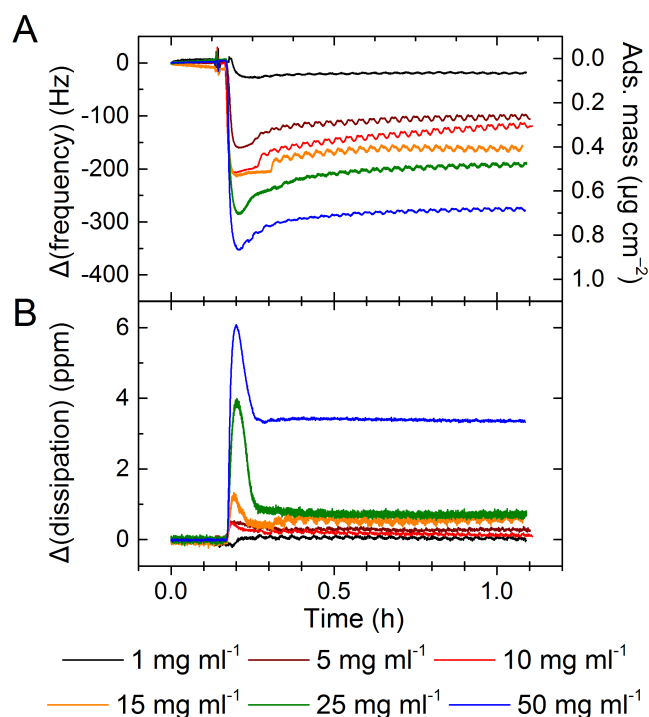 A
Δ(frequency) (Hz)
0
-100
-200
-300
-400
0.0
0.2
0.4
0.6
0.8
1.0
Ads. mass (μg cm⁻²)
B
Δ(dissipation) (ppm)
6
4
2
0
0.0 0.5 1.0
Time (h)
1 mg ml⁻¹ 5 mg ml⁻¹ 10 mg ml⁻¹
15 mg ml⁻¹ 25 mg ml⁻¹ 50 mg ml⁻¹